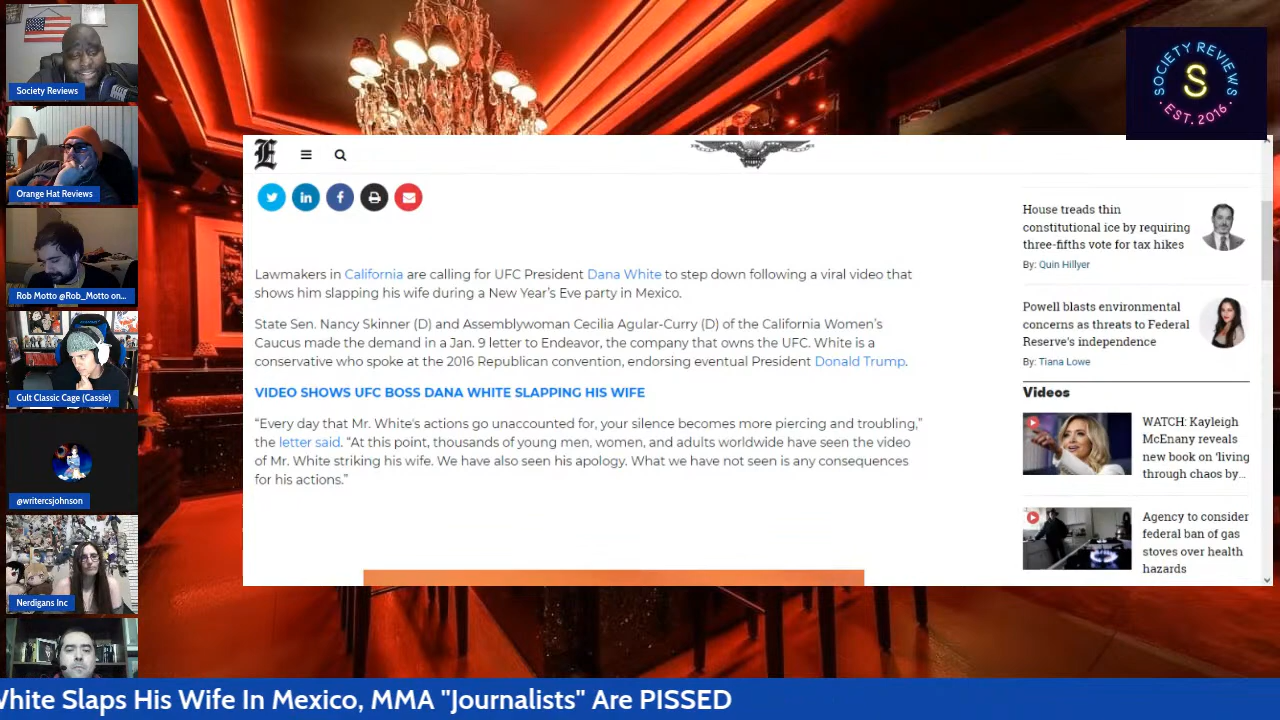 Society Reviews
Orange Hat Reviews
Rob Motto @Rob_Motto on...
Cult Classic Cage (Cassie)
@writercsjohnson
Nerdigans Inc
SOCIETY REVIEWS
S
· EST. 2016 ·
E
Lawmakers in California are calling for UFC President Dana White to step down following a viral video that
shows him slapping his wife during a New Year's Eve party in Mexico.
State Sen. Nancy Skinner (D) and Assemblywoman Cecilia Agular-Curry (D) of the California Women's
Caucus made the demand in a Jan. 9 letter to Endeavor, the company that owns the UFC. White is a
conservative who spoke at the 2016 Republican convention, endorsing eventual President Donald Trump.
VIDEO SHOWS UFC BOSS DANA WHITE SLAPPING HIS WIFE
“Every day that Mr. White's actions go unaccounted for, your silence becomes more piercing and troubling,”
the letter said. “At this point, thousands of young men, women, and adults worldwide have seen the video
of Mr. White striking his wife. We have also seen his apology. What we have not seen is any consequences
for his actions.”
House treads thin
constitutional ice by requiring
three-fifths vote for tax hikes
By: Quin Hillyer
Powell blasts environmental
concerns as threats to Federal
Reserve's independence
By: Tiana Lowe
Videos
WATCH: Kayleigh
McEnany reveals
new book on ‘living
through chaos by...
Agency to consider
federal ban of gas
stoves over health
hazards
White Slaps His Wife In Mexico, MMA "Journalists" Are PISSED